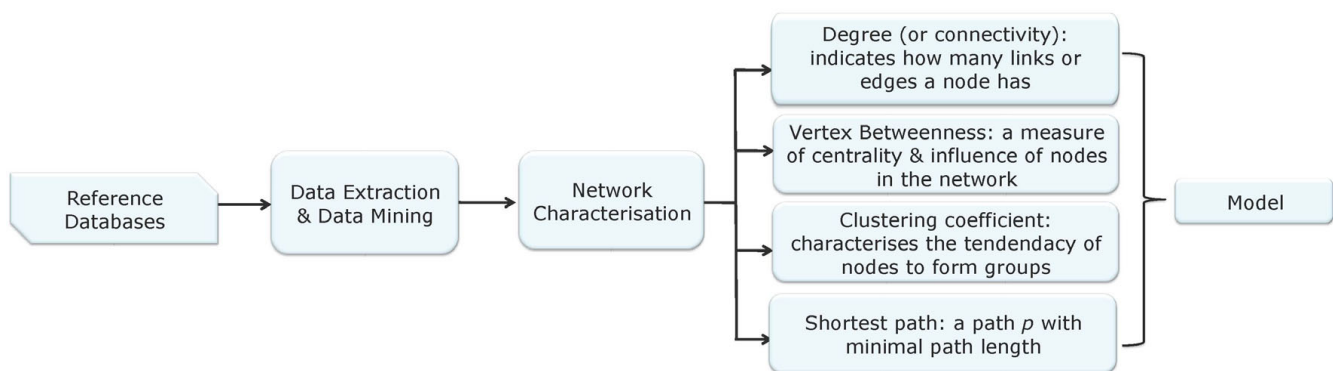 Reference
Databases
Data Extraction
& Data Mining
Network
Characterisation
Degree (or connectivity):
indicates how many links or
edges a node has
Vertex Betweenness: a measure
of centrality & influence of nodes
in the network
Clustering coefficient:
characterises the tendendacy of
nodes to form groups
Shortest path: a path p with
minimal path length
Model